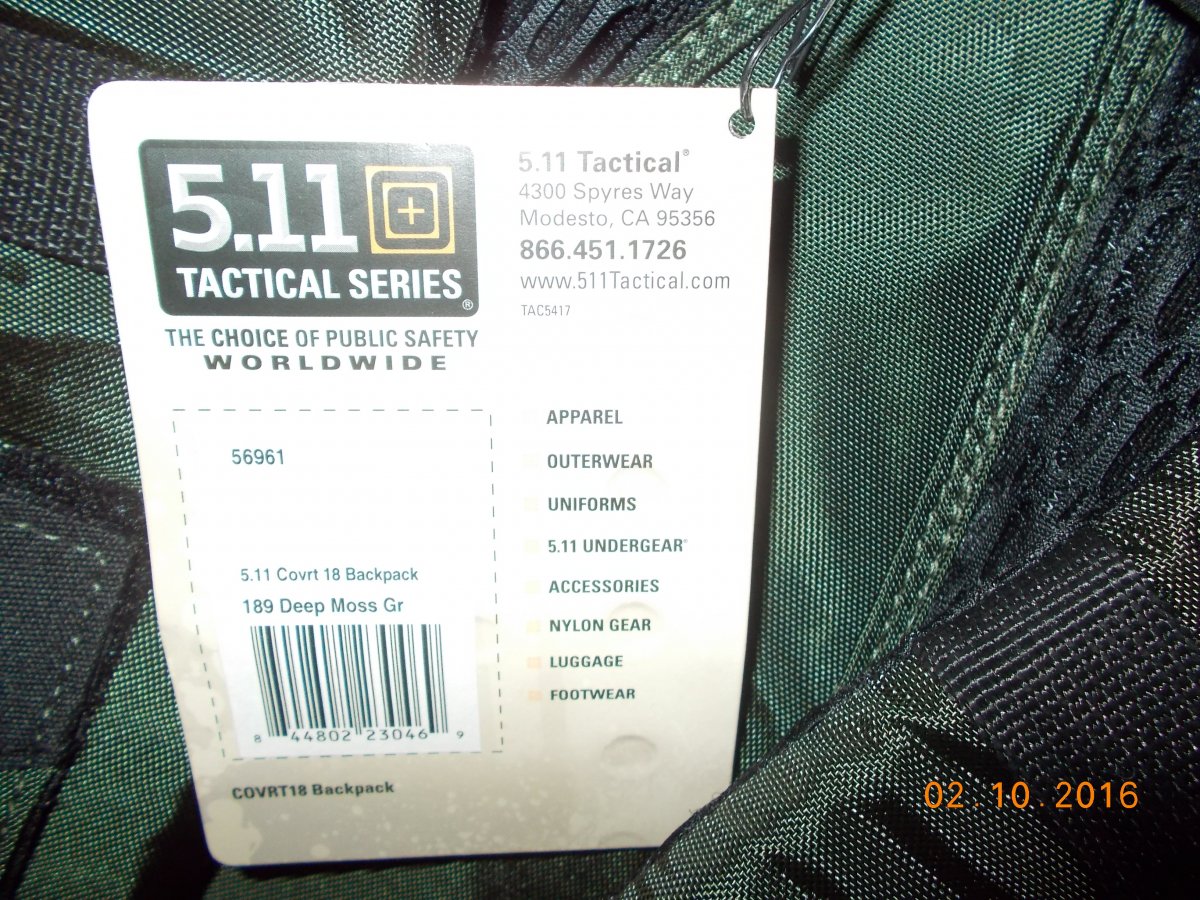 5.11
TACTICAL SERIES®
THE CHOICE OF PUBLIC SAFETY
WORLDWIDE
5.11 Tactical®
4300 Spyres Way
Modesto, CA 95356
866.451.1726
www.511Tactical.com
TAC5417
56961
5.11 Covrt 18 Backpack
189 Deep Moss Gr
8 44802 23046 9
COVRT18 Backpack
APPAREL
OUTERWEAR
UNIFORMS
5.11 UNDERGEAR®
ACCESSORIES
NYLON GEAR
LUGGAGE
FOOTWEAR
02.10.2016